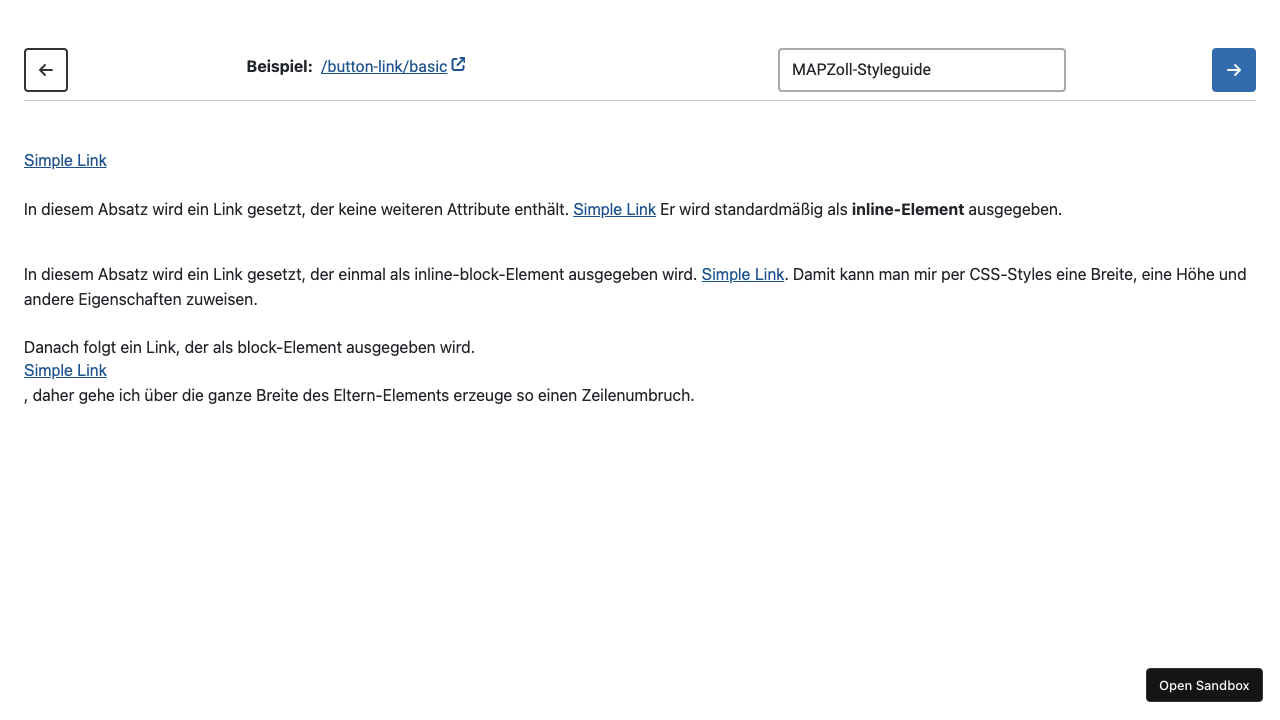 Beispiel: /button-link/basic
MAPZoll-Styleguide
Simple Link
In diesem Absatz wird ein Link gesetzt, der keine weiteren Attribute enthält. Simple Link Er wird standardmäßig als inline-Element ausgegeben.
In diesem Absatz wird ein Link gesetzt, der einmal als inline-block-Element ausgegeben wird. Simple Link. Damit kann man mir per CSS-Styles eine Breite, eine Höhe und
andere Eigenschaften zuweisen.
Danach folgt ein Link, der als block-Element ausgegeben wird.
Simple Link
, daher gehe ich über die ganze Breite des Eltern-Elements erzeuge so einen Zeilenumbruch.
Open Sandbox